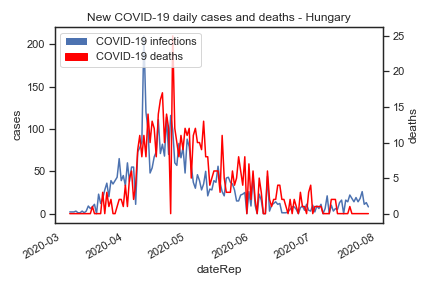 New COVID-19 daily cases and deaths - Hungary
COVID-19 infections
COVID-19 deaths
cases
200
150
100
50
0
deaths
25
20
15
10
5
0
2020-03
2020-04
2020-05
2020-06
2020-07
2020-08
dateRep